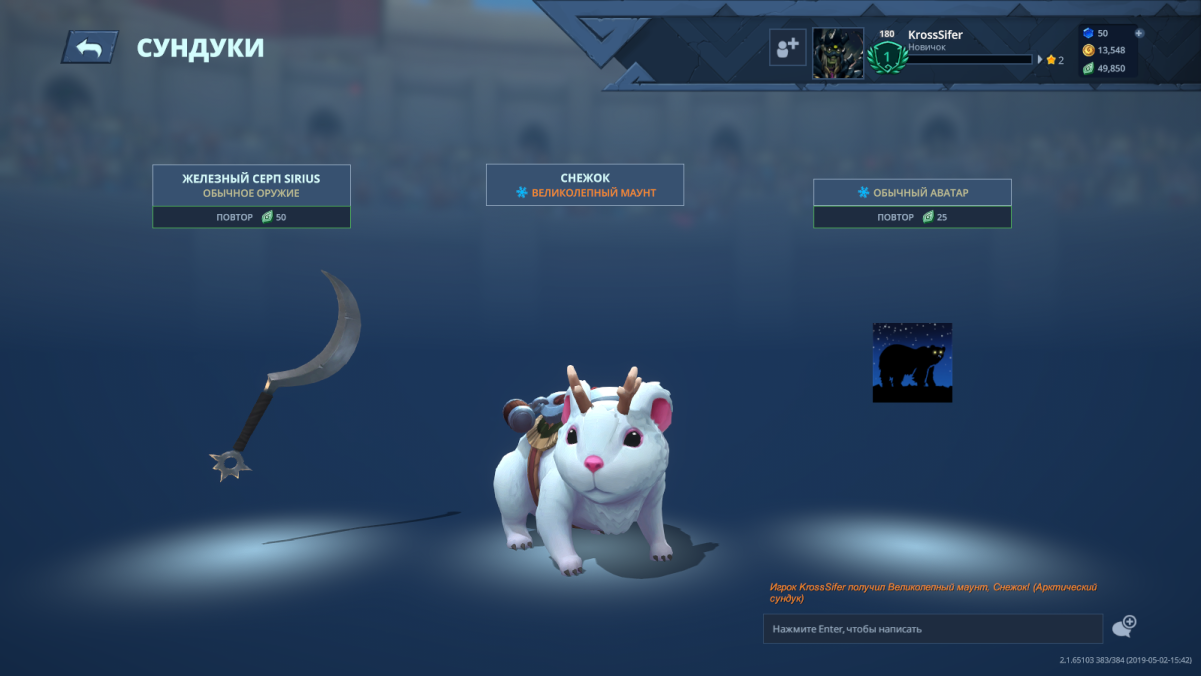 СУНДУКИ
180
KrossSifer
Новичок
1
2
50
13,548
49,850
ЖЕЛЕЗНЫЙ СЕРП SIRIUS
ОБЫЧНОЕ ОРУЖИЕ
ПОВТОР 50
СНЕЖОК
ВЕЛИКОЛЕПНЫЙ МАУНТ
ОБЫЧНЫЙ АВАТАР
ПОВТОР 25
Игрок KrossSifer получил Великолепный маунт, Снежок! (Арктический
сундук)
Нажмите Enter, чтобы написать
2.1.65103 383/384 (2019-05-02-15:42)